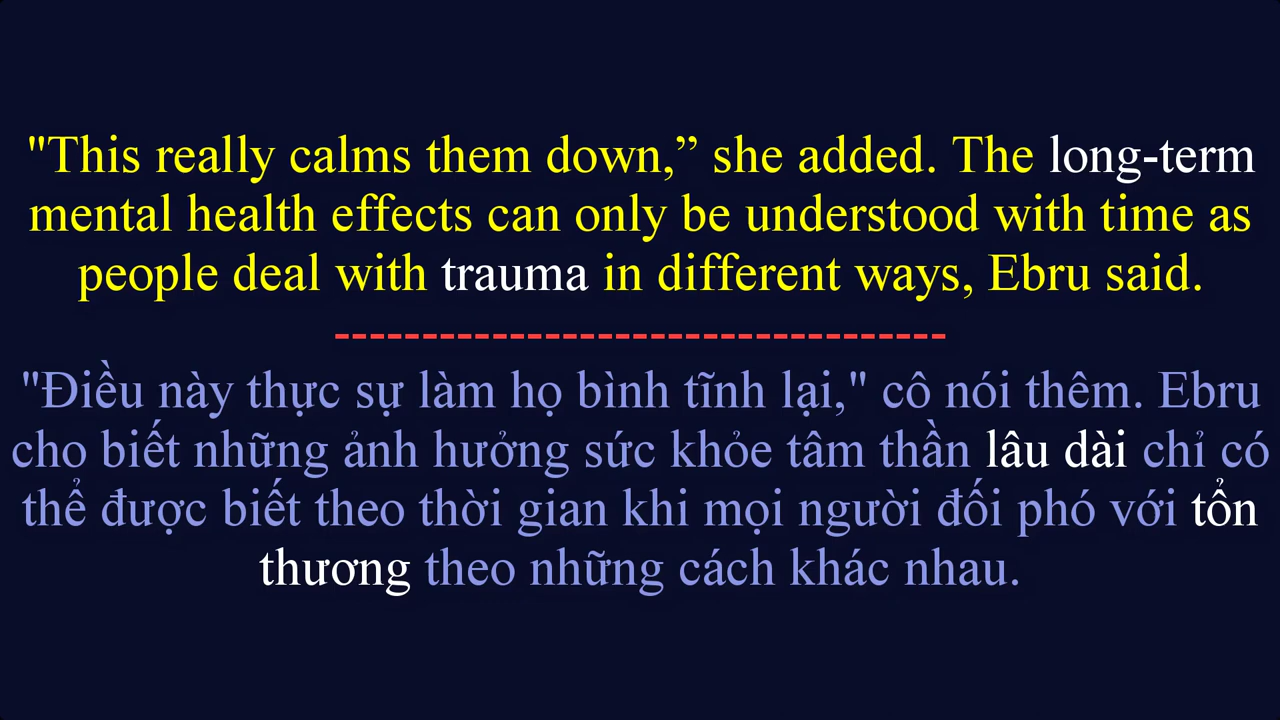 "This really calms them down,” she added. The long-term
mental health effects can only be understood with time as
people deal with trauma in different ways, Ebru said.
-----------------------------------
"Điều này thực sự làm họ bình tĩnh lại," cô nói thêm. Ebru
cho biết những ảnh hưởng sức khỏe tâm thần lâu dài chỉ có
thể được biết theo thời gian khi mọi người đối phó với tổn
thương theo những cách khác nhau.